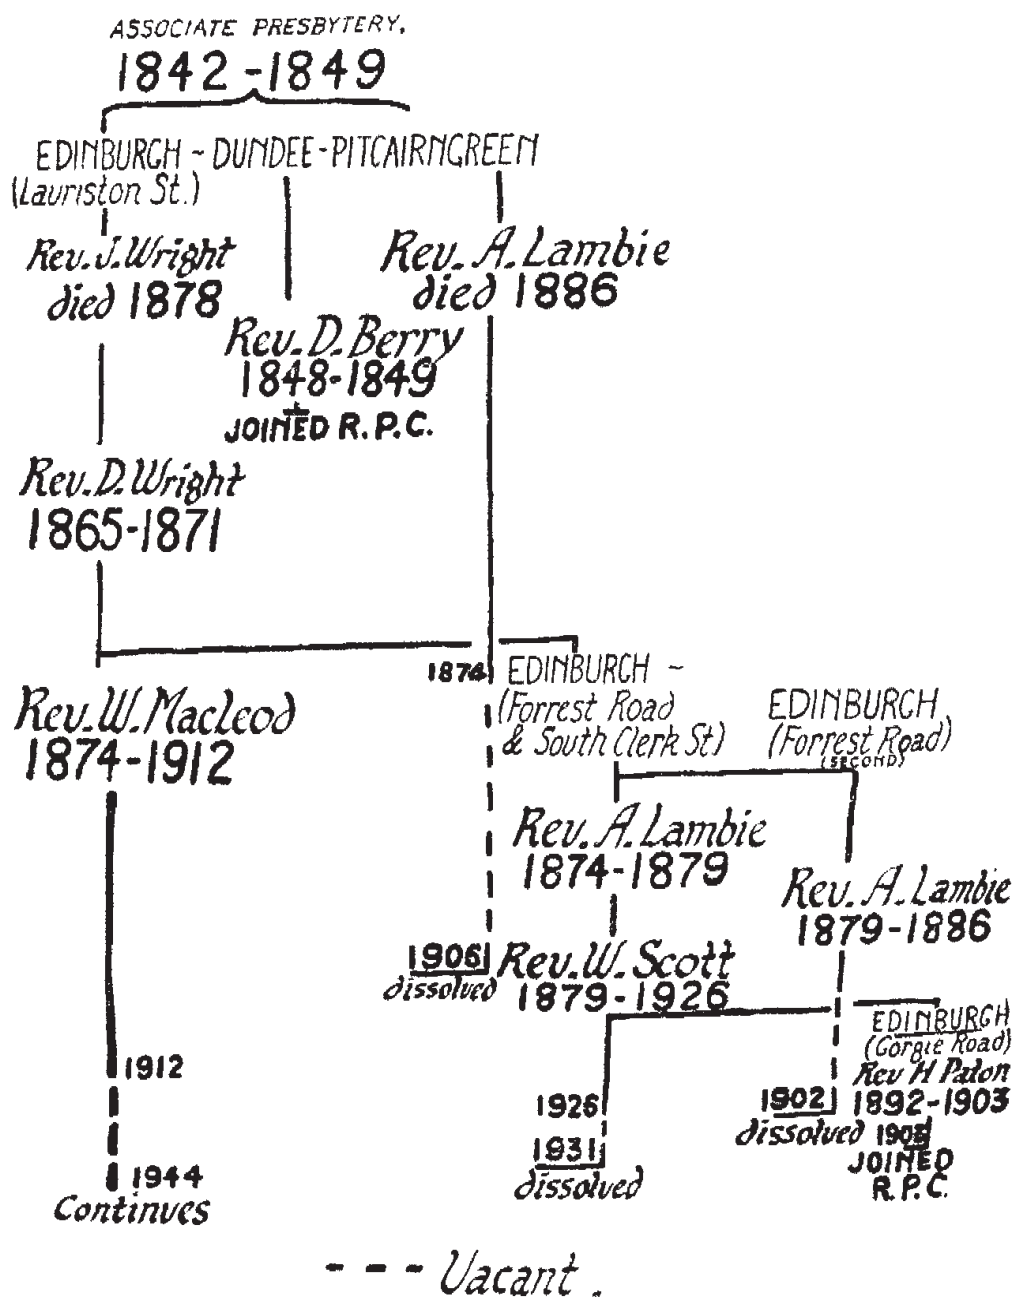 ASSOCIATE PRESBYTERY,
1842-1849
EDINBURGH ~ DUNDEE-PITCAIRNGREEN
(Lauriston St.)
Rev. J. Wright
died 1878
Rev. A. Lambie
died 1886
Rev. D. Berry
1848-1849
JOINED R.P.C.
Rev. D. Wright
1865-1871
Rev. W. Macleod
1874-1912
1874
EDINBURGH ~
(Forrest Road
& South Clerk St)
EDINBURGH
(Forrest Road)
(SECOND)
Rev. A. Lambie
1874-1879
Rev. A. Lambie
1879-1886
1906
dissolved
Rev. W. Scott
1879-1926
EDINBURGH
(Gorgie Road)
Rev H Paton
1892-1903
1903
JOINED
R.P.C.
1902
dissolved
1912
1926
1931
dissolved
1944
Continues
--- Vacant.